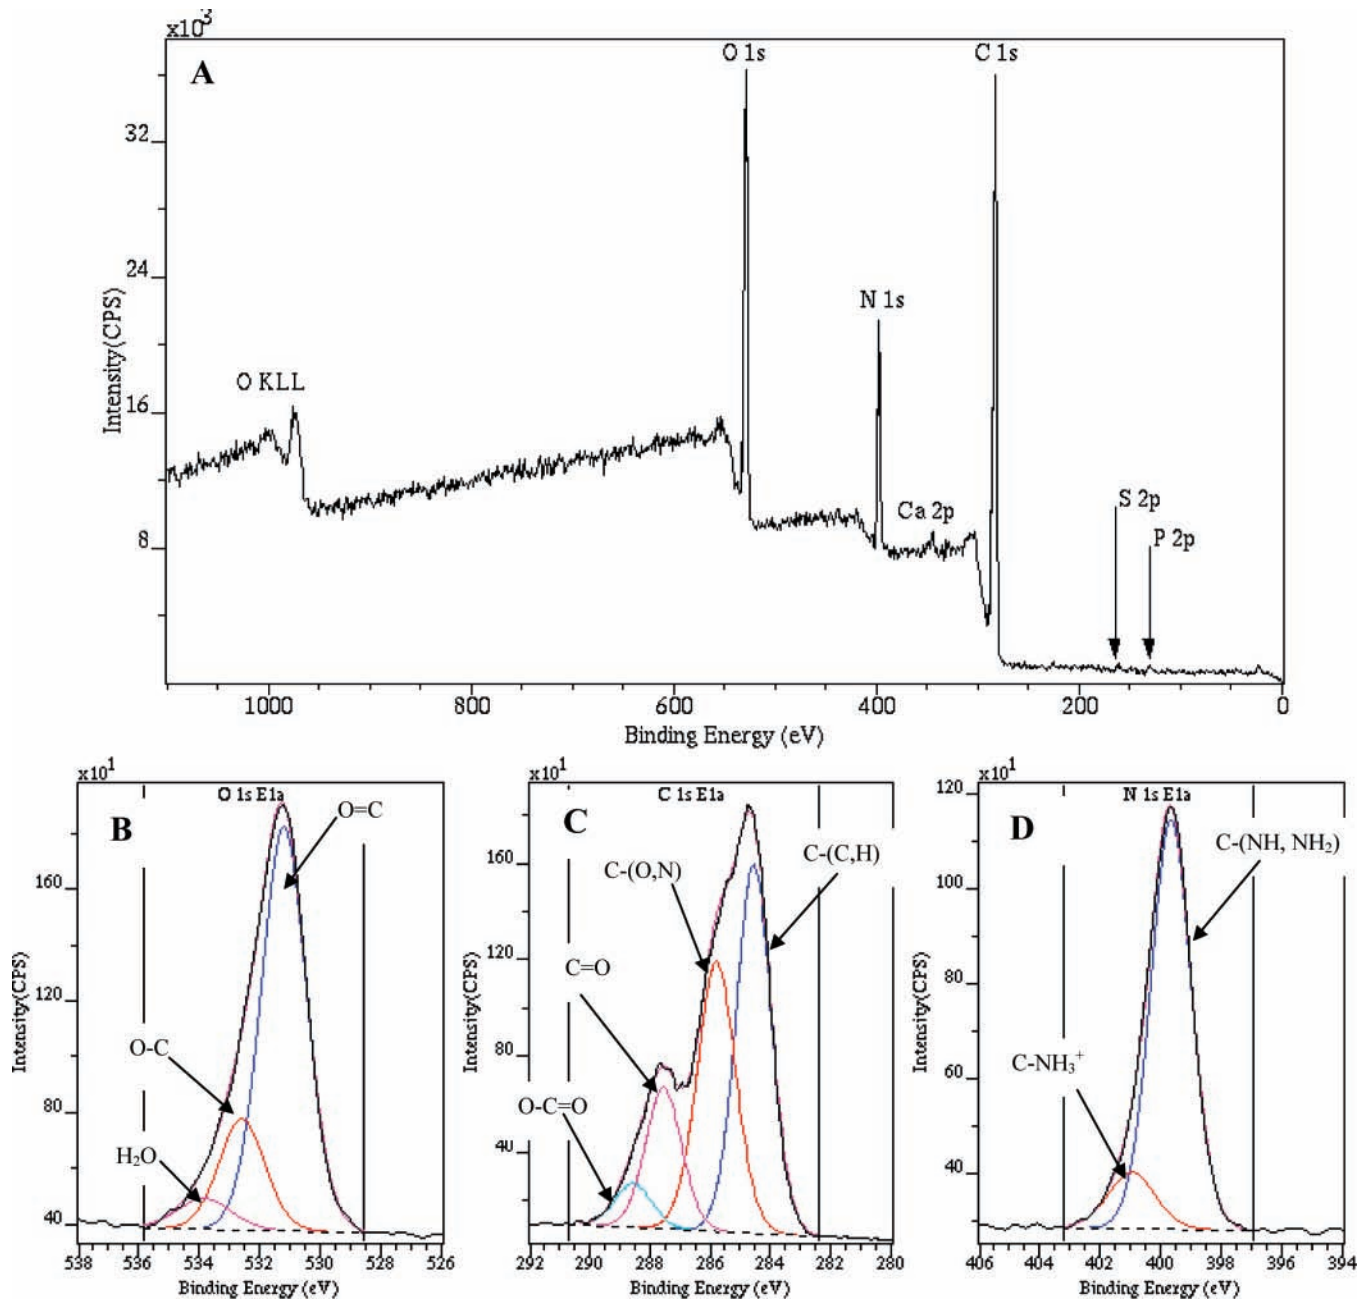 x10³
A
O 1s
C 1s
32
24
N 1s
O KLL
16
Ca 2p
S 2p
P 2p
8
Intensity(CPS)
1000 800 600 400 200 0
Binding Energy (eV)
x10¹
O 1s E1a
B
O=C
160
120
O-C
80
H₂O
40
Intensity(CPS)
538 536 534 532 530 528 526
Binding Energy (eV)
x10¹
C 1s E1a
C
160
C-(O,N)
C-(C,H)
120
C=O
80
O-C=O
40
Intensity(CPS)
292 290 288 286 284 282 280
Binding Energy (eV)
x10¹
120
N 1s E1a
D
C-(NH, NH₂)
100
80
60
C-NH₃⁺
40
Intensity(CPS)
406 404 402 400 398 396 394
Binding Energy (eV)